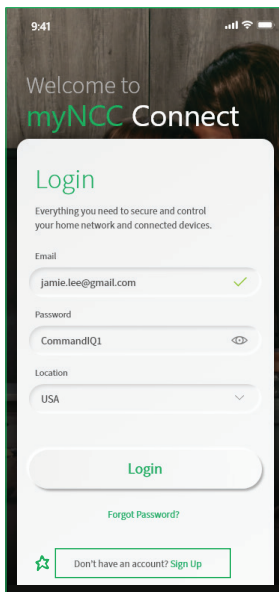 9:41
Welcome to
myNCC Connect
Login
Everything you need to secure and control
your home network and connected devices.
Email
jamie.lee@gmail.com
Password
CommandIQ1
Location
USA
Login
Forgot Password?
Don't have an account? Sign Up